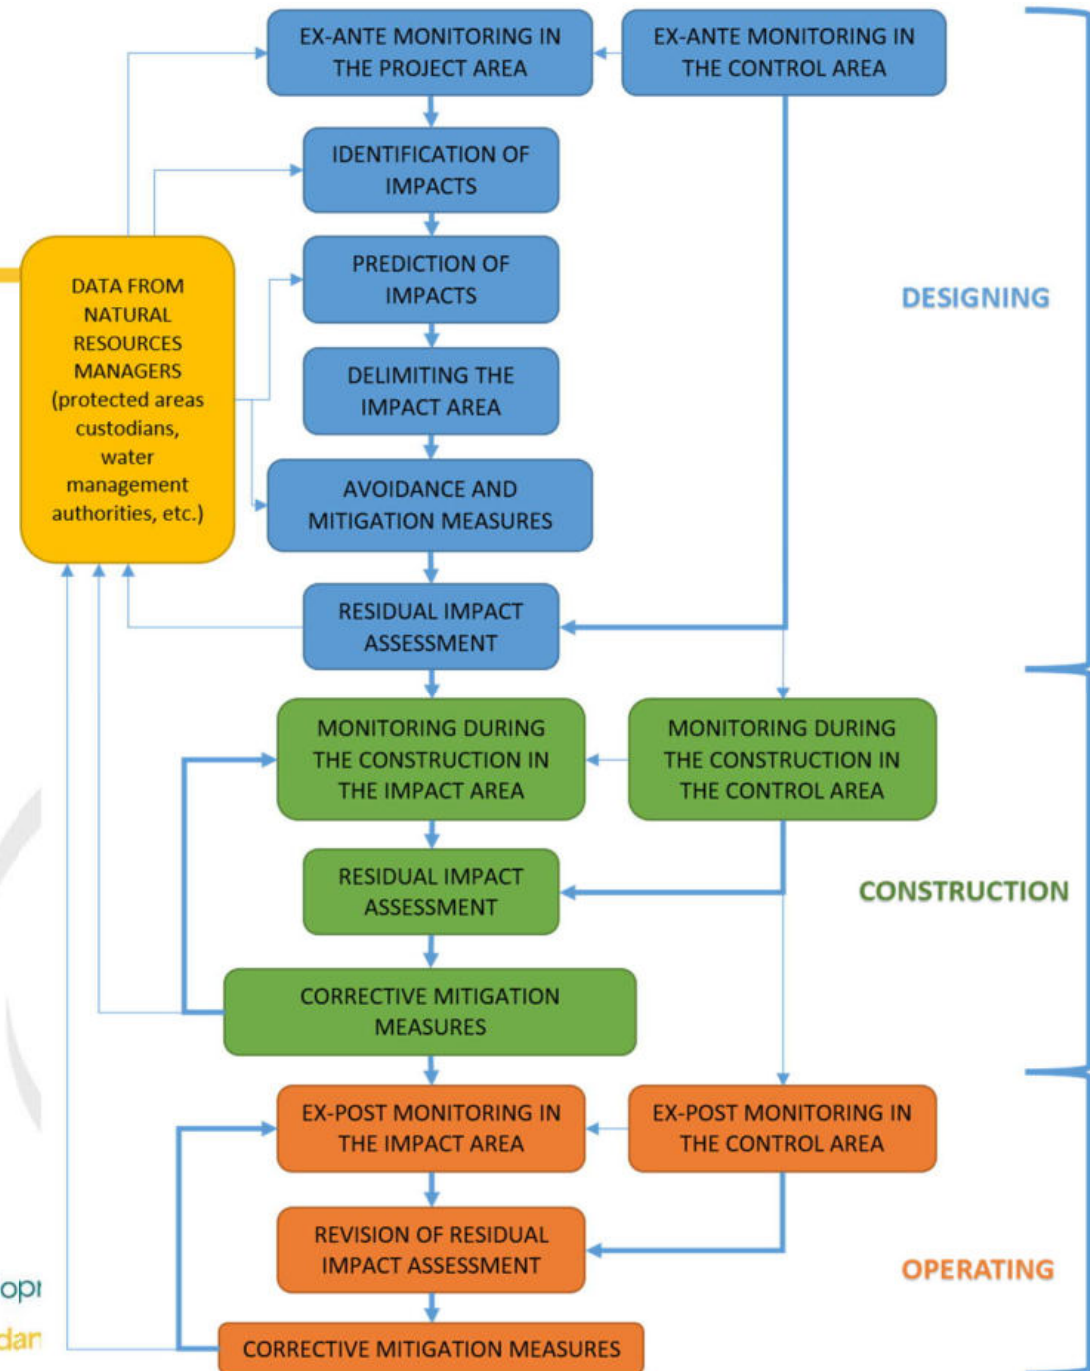 EX-ANTE MONITORING IN
THE PROJECT AREA
EX-ANTE MONITORING IN
THE CONTROL AREA
IDENTIFICATION OF
IMPACTS
PREDICTION OF
IMPACTS
DATA FROM
NATURAL
RESOURCES
MANAGERS
(protected areas
custodians,
water
management
authorities, etc.)
DESIGNING
DELIMITING THE
IMPACT AREA
AVOIDANCE AND
MITIGATION MEASURES
RESIDUAL IMPACT
ASSESSMENT
MONITORING DURING
THE CONSTRUCTION IN
THE IMPACT AREA
MONITORING DURING
THE CONSTRUCTION IN
THE CONTROL AREA
RESIDUAL IMPACT
ASSESSMENT
CONSTRUCTION
CORRECTIVE MITIGATION
MEASURES
EX-POST MONITORING IN
THE IMPACT AREA
EX-POST MONITORING IN
THE CONTROL AREA
REVISION OF RESIDUAL
IMPACT ASSESSMENT
OPERATING
CORRECTIVE MITIGATION MEASURES